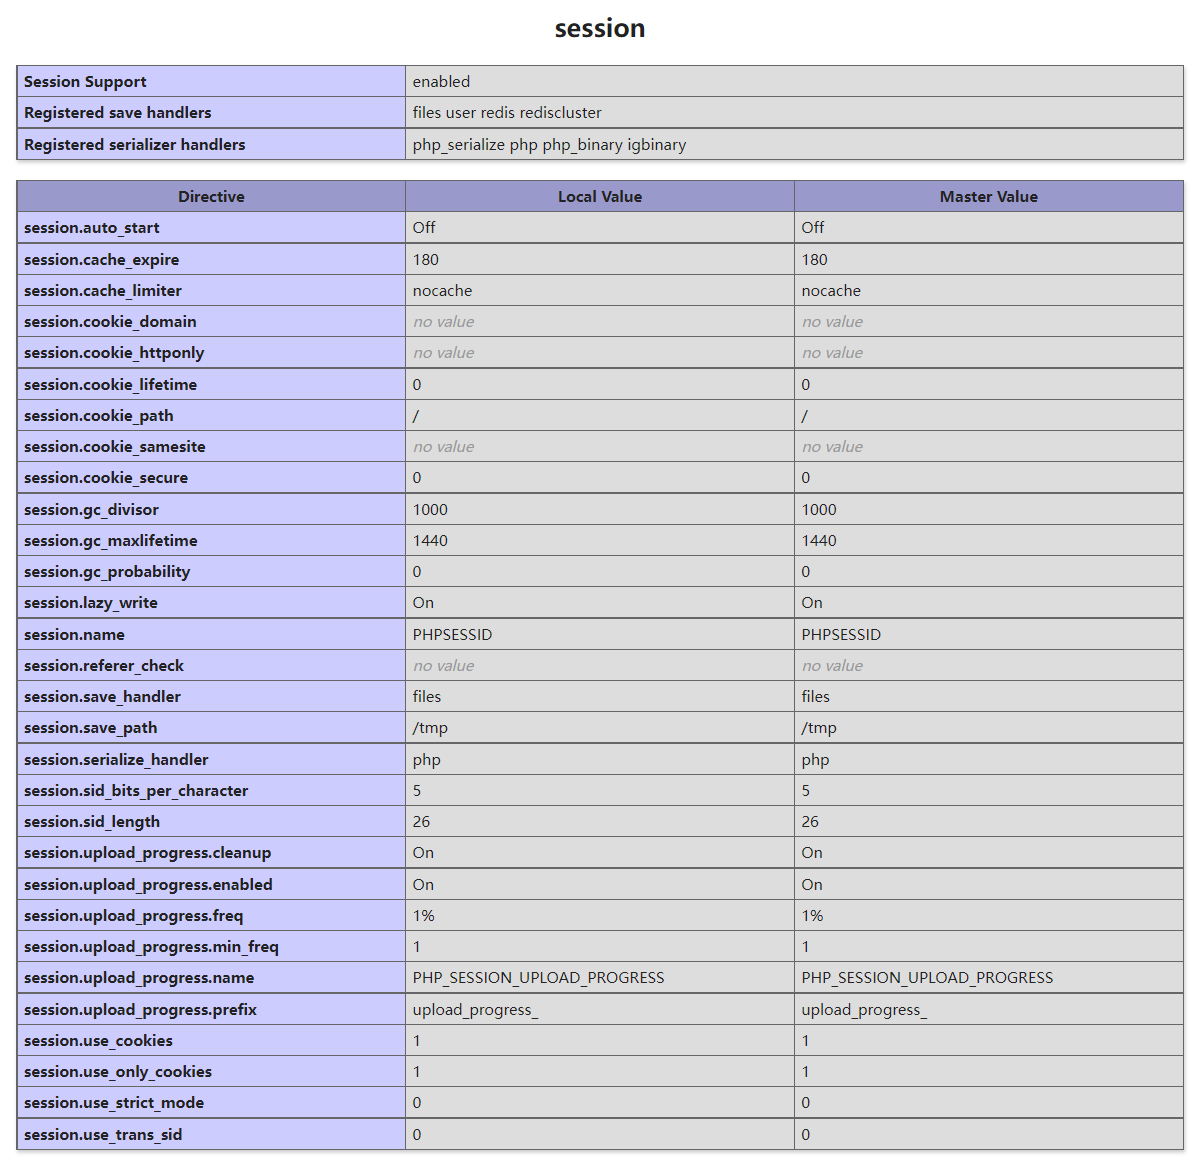 session
Session Support enabled
Registered save handlers files user redis rediscluster
Registered serializer handlers php_serialize php php_binary igbinary
Directive Local Value Master Value
session.auto_start Off Off
session.cache_expire 180 180
session.cache_limiter nocache nocache
session.cookie_domain no value no value
session.cookie_httponly no value no value
session.cookie_lifetime 0 0
session.cookie_path / /
session.cookie_samesite no value no value
session.cookie_secure 0 0
session.gc_divisor 1000 1000
session.gc_maxlifetime 1440 1440
session.gc_probability 0 0
session.lazy_write On On
session.name PHPSESSID PHPSESSID
session.referer_check no value no value
session.save_handler files files
session.save_path /tmp /tmp
session.serialize_handler php php
session.sid_bits_per_character 5 5
session.sid_length 26 26
session.upload_progress.cleanup On On
session.upload_progress.enabled On On
session.upload_progress.freq 1% 1%
session.upload_progress.min_freq 1 1
session.upload_progress.name PHP_SESSION_UPLOAD_PROGRESS PHP_SESSION_UPLOAD_PROGRESS
session.upload_progress.prefix upload_progress_ upload_progress_
session.use_cookies 1 1
session.use_only_cookies 1 1
session.use_strict_mode 0 0
session.use_trans_sid 0 0